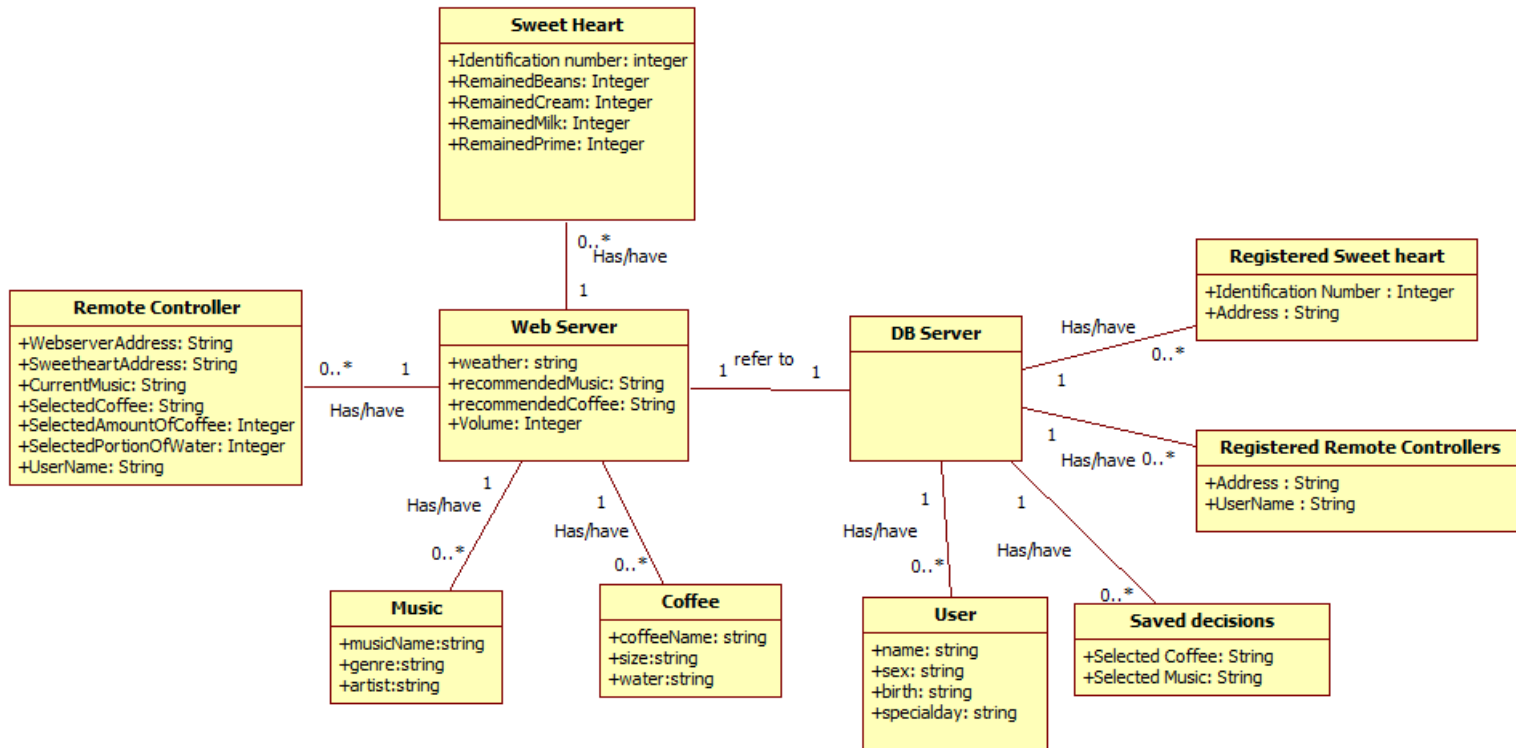 Sweet Heart
+Identification number: integer
+RemainedBeans: Integer
+RemainedCream: Integer
+RemainedMilk: Integer
+RemainedPrime: Integer
0..*
Has/have
1
Remote Controller
+WebserverAddress: String
+SweetheartAddress: String
+CurrentMusic: String
+SelectedCoffee: String
+SelectedAmountOfCoffee: Integer
+SelectedPortionOfWater: Integer
+UserName: String
0..*
1
Has/have
Web Server
+weather: string
+recommendedMusic: String
+recommendedCoffee: String
+Volume: Integer
1
refer to
1
DB Server
Has/have
0..*
1
Registered Sweet heart
+Identification Number : Integer
+Address : String
1
Has/have
0..*
Registered Remote Controllers
+Address : String
+UserName : String
1
Has/have
0..*
Music
+musicName:string
+genre:string
+artist:string
1
Has/have
0..*
Coffee
+coffeeName: string
+size:string
+water:string
1
Has/have
0..*
User
+name: string
+sex: string
+birth: string
+specialday: string
1
Has/have
0..*
Saved decisions
+Selected Coffee: String
+Selected Music: String